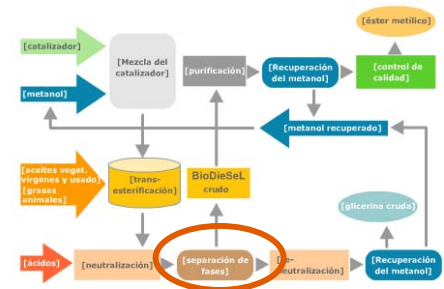 [éster metílico]
[catalizador]
[Mezcla del
catalizador]
[purificación]
[Recuperación
del metanol]
[control de
calidad]
[metanol]
[metanol recuperado]
[aceites veget.
vírgenes y usado]
[grasas
animales]
[trans-
esterificación]
BioDieSeL
crudo
[glicerina cruda]
[ácidos]
[neutralización]
[separación de
fases]
neutralización]
[Recuperación
del metanol]